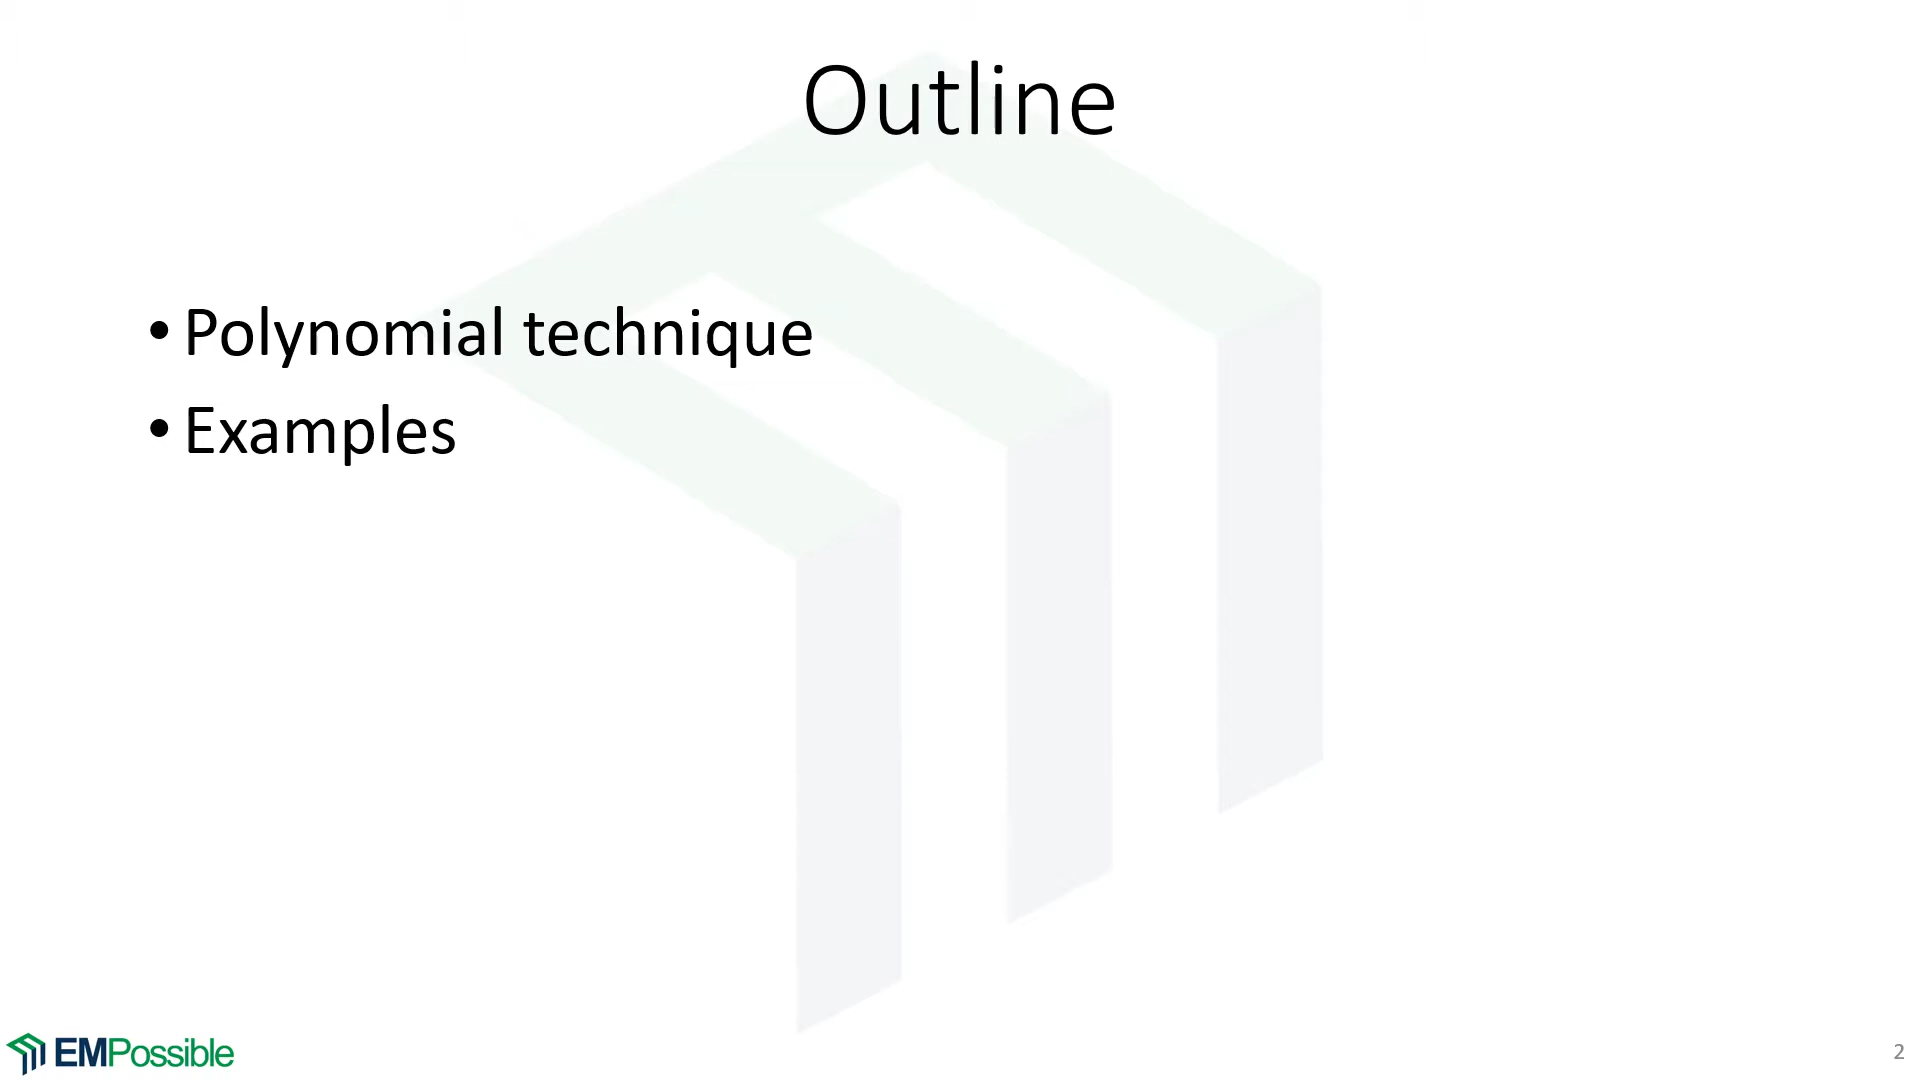 Outline
• Polynomial technique
• Examples
EMPossible
2